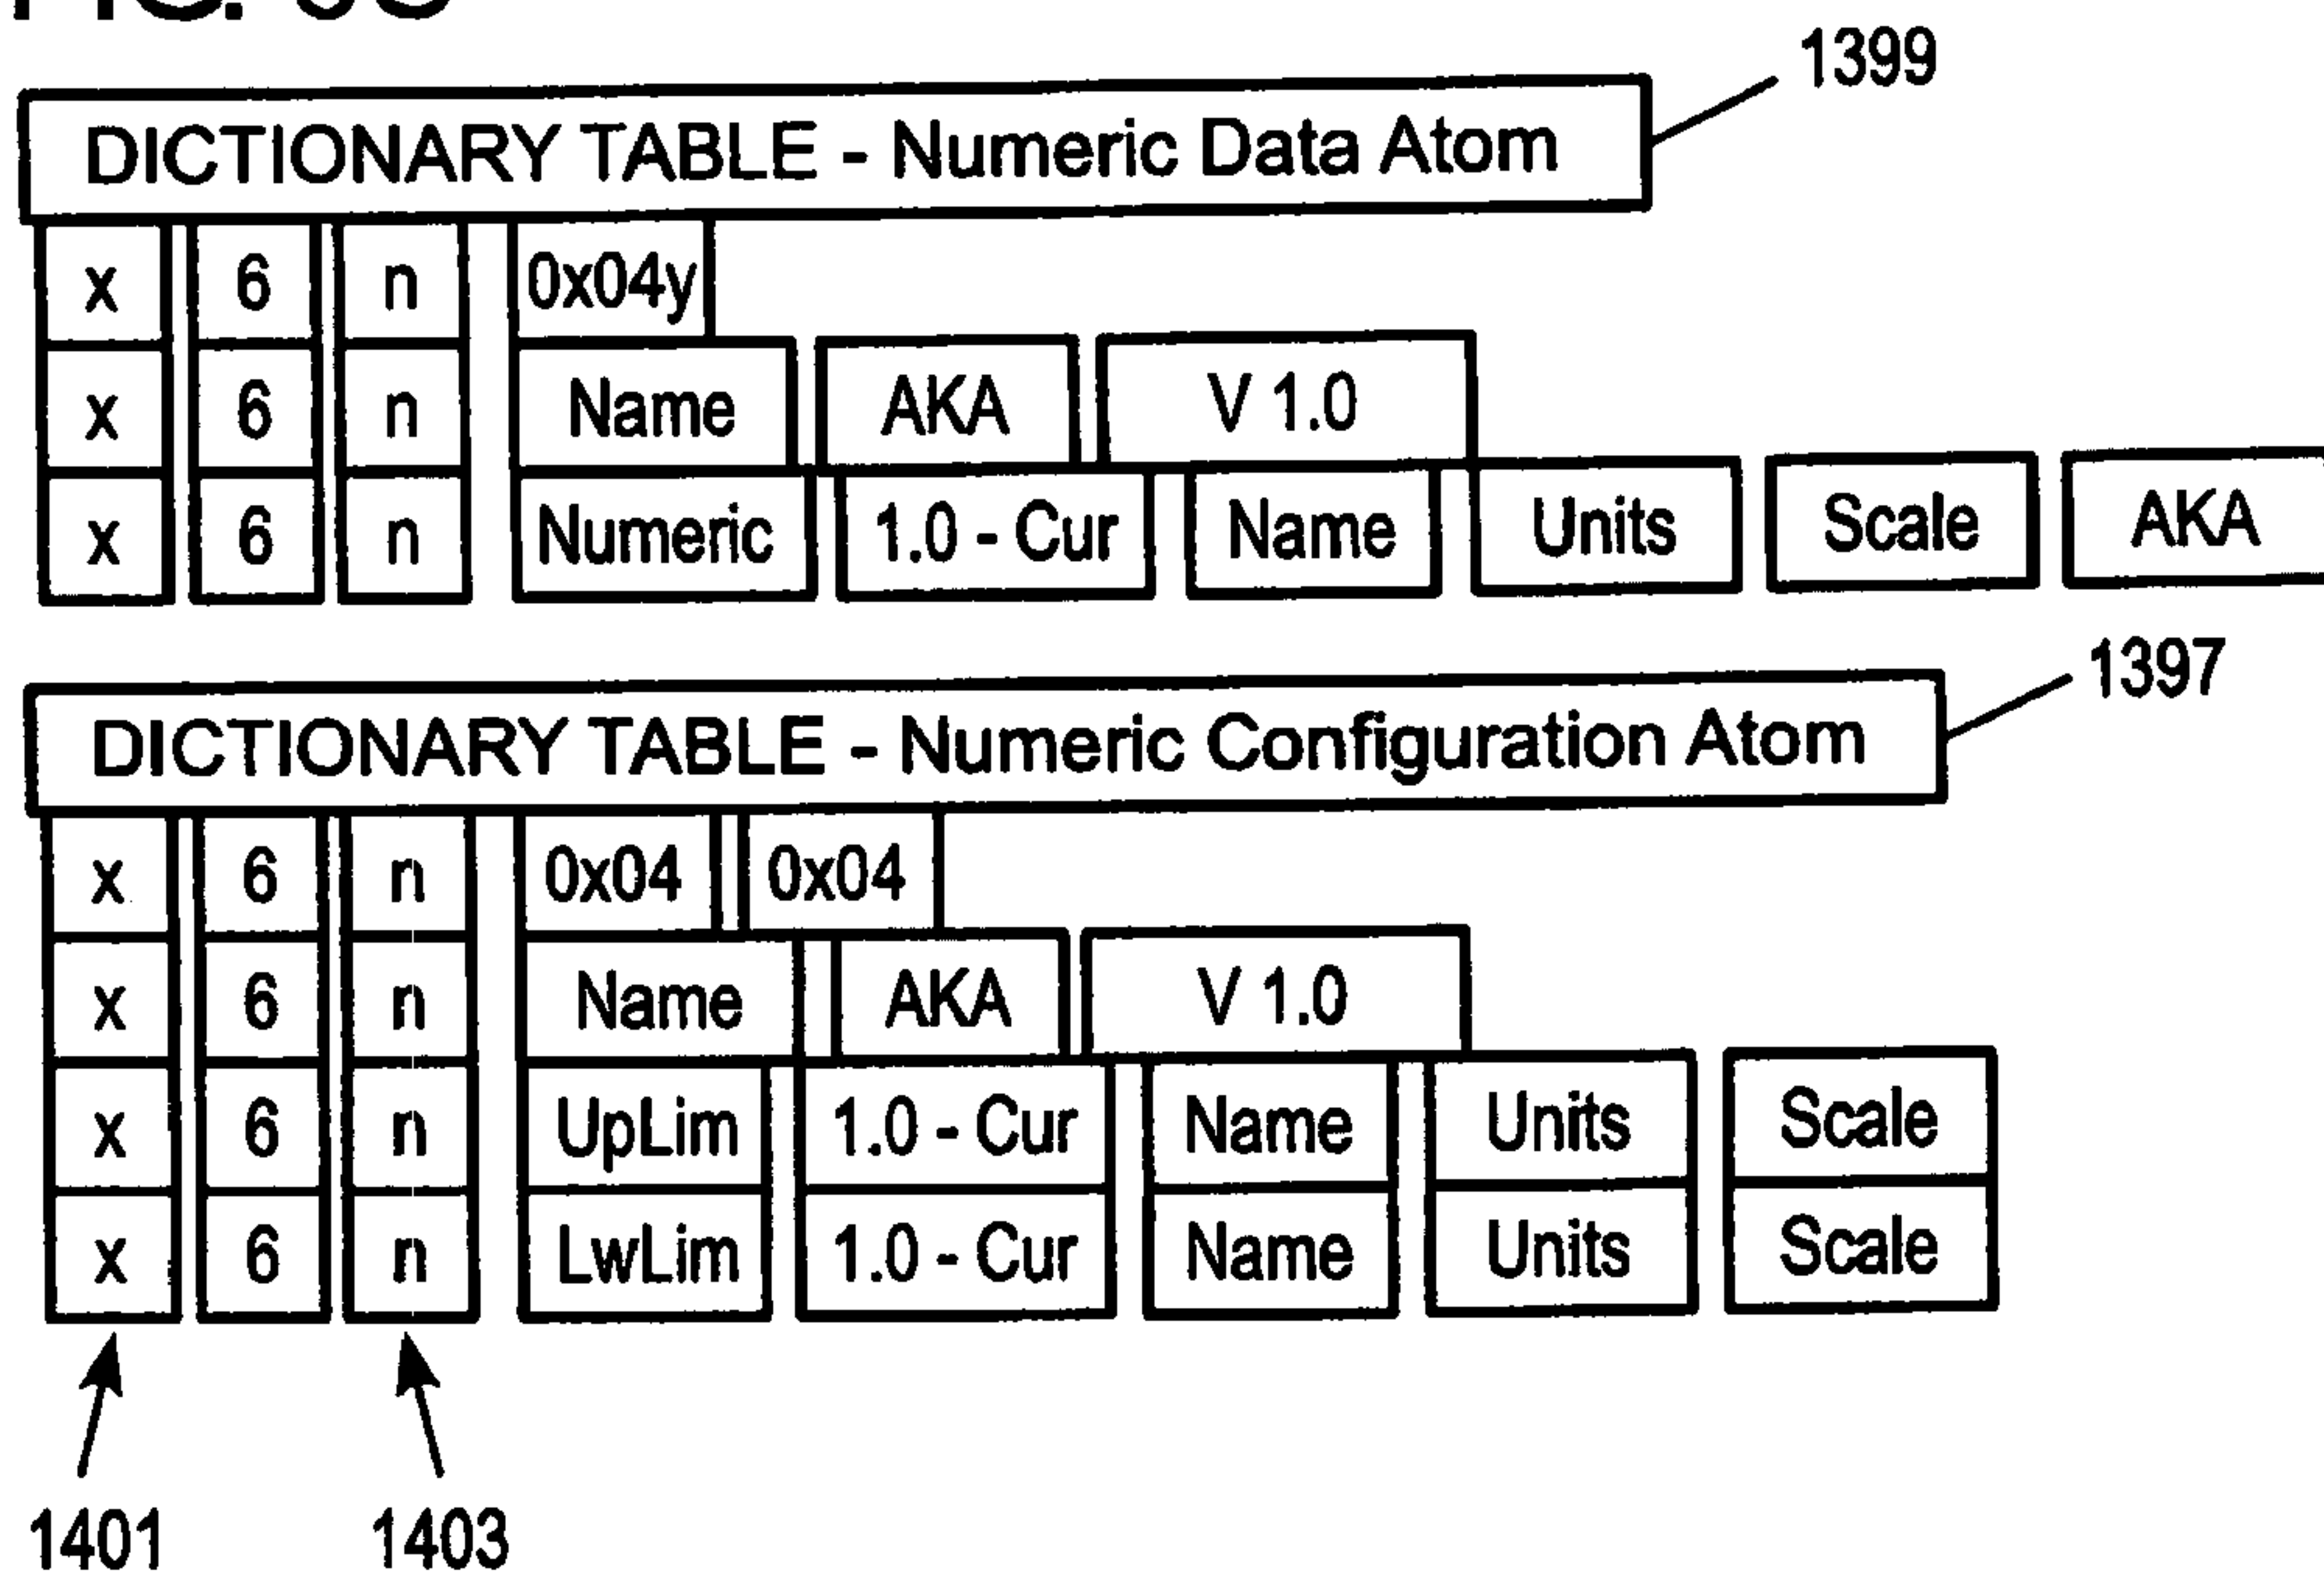 1399
DICTIONARY TABLE - Numeric Data Atom
x 6 n 0x04y
x 6 n Name AKA V 1.0
x 6 n Numeric 1.0 - Cur Name Units Scale AKA
1397
DICTIONARY TABLE - Numeric Configuration Atom
x 6 n 0x04 0x04
x 6 n Name AKA V 1.0
x 6 n UpLim 1.0 - Cur Name Units Scale
x 6 n LwLim 1.0 - Cur Name Units Scale
1401 1403